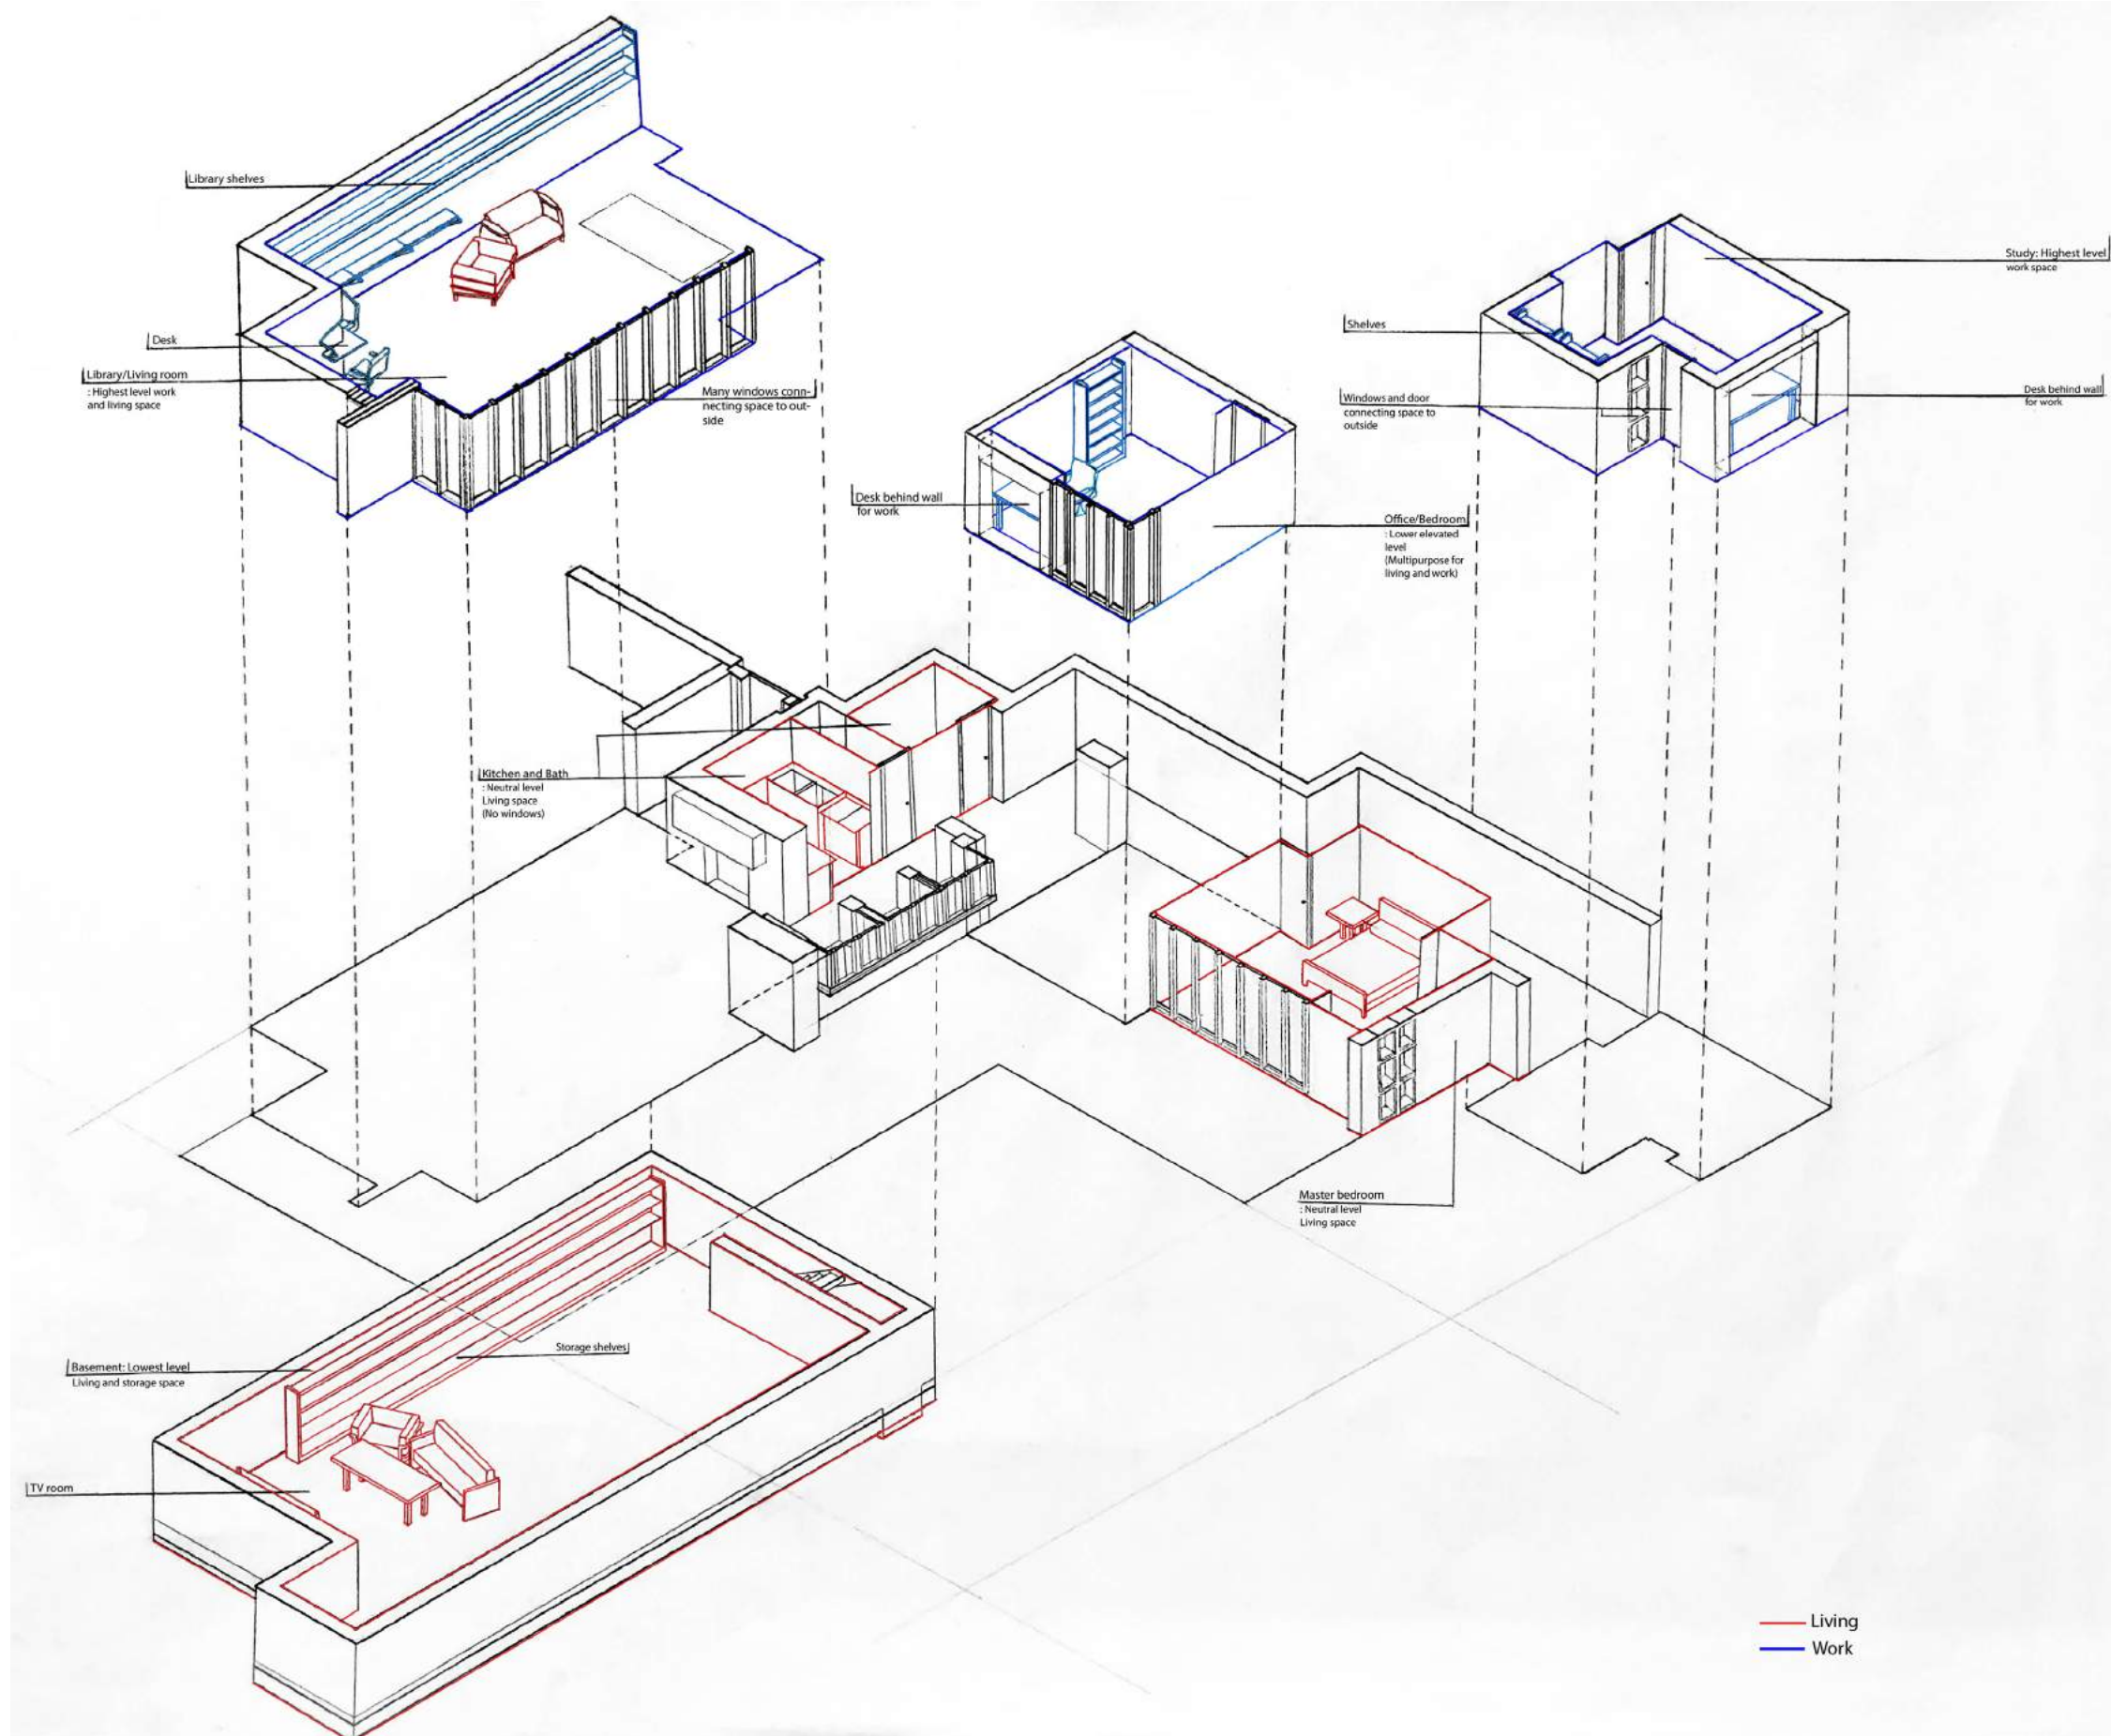 Library shelves
Desk
Library/Living room
: Highest level work
and living space
Many windows conn-
necting space to out-
side
Study: Highest level
work space
Shelves
Windows and door
connecting space to
outside
Desk behind wall
for work
Desk behind wall
for work
Office/Bedroom
: Lower elevated
level
(Multipurpose for
living and work)
Kitchen and Bath
: Neutral level
Living space
(No windows)
Master bedroom
: Neutral level
Living space
Storage shelves
Basement: Lowest level
Living and storage space
TV room
Living
Work